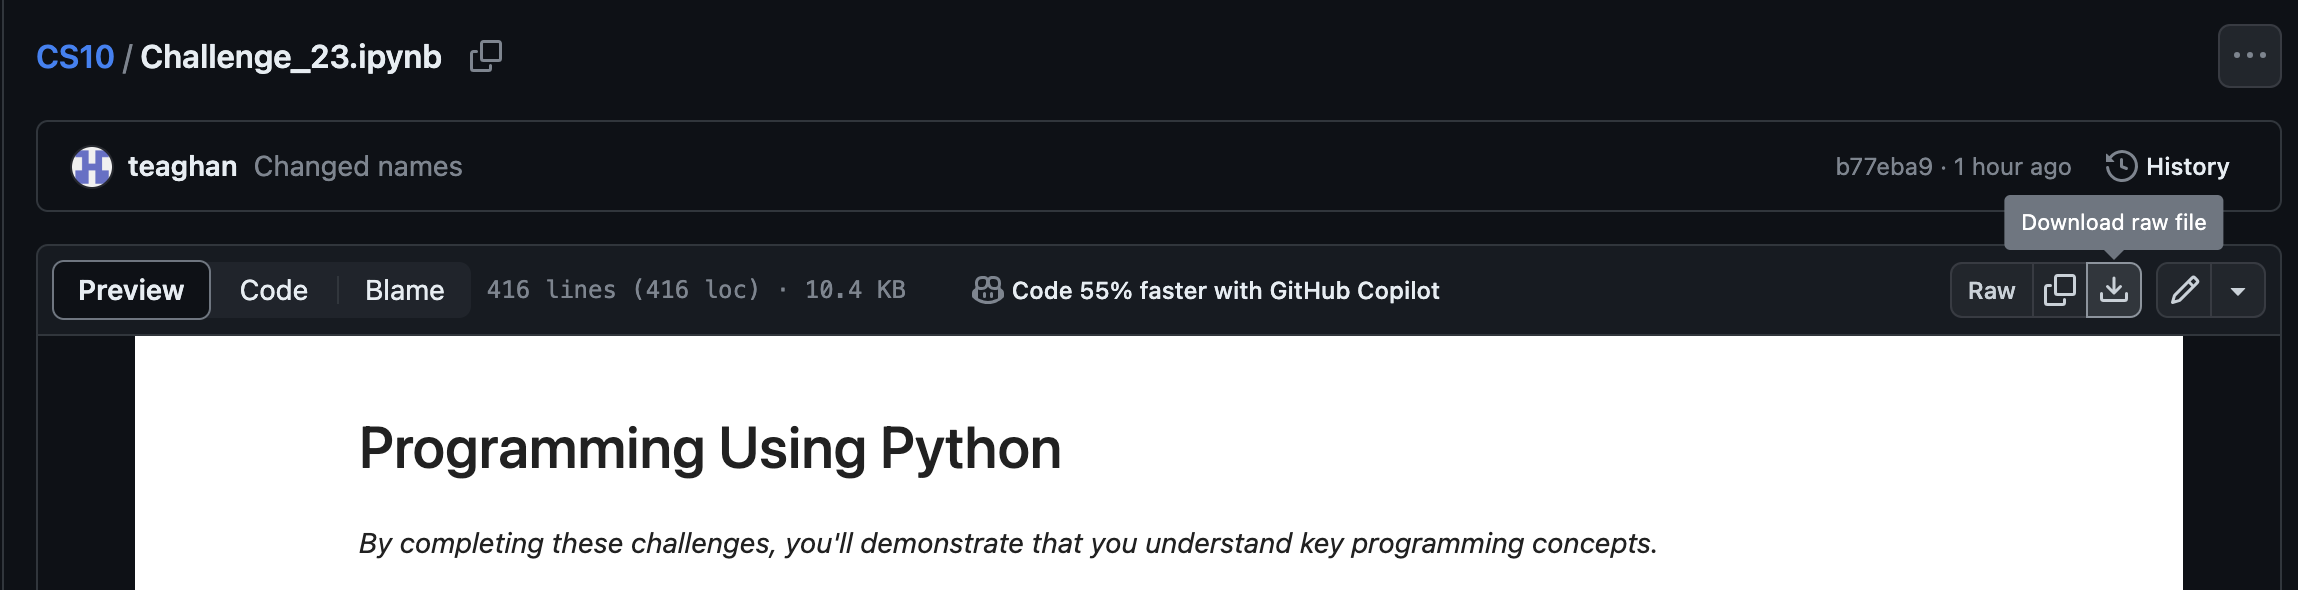 CS10 / Challenge_23.ipynb
teaghan Changed names b77eba9 · 1 hour ago History
Download raw file
Preview Code Blame 416 lines (416 loc) · 10.4 KB Code 55% faster with GitHub Copilot Raw
Programming Using Python
By completing these challenges, you'll demonstrate that you understand key programming concepts.